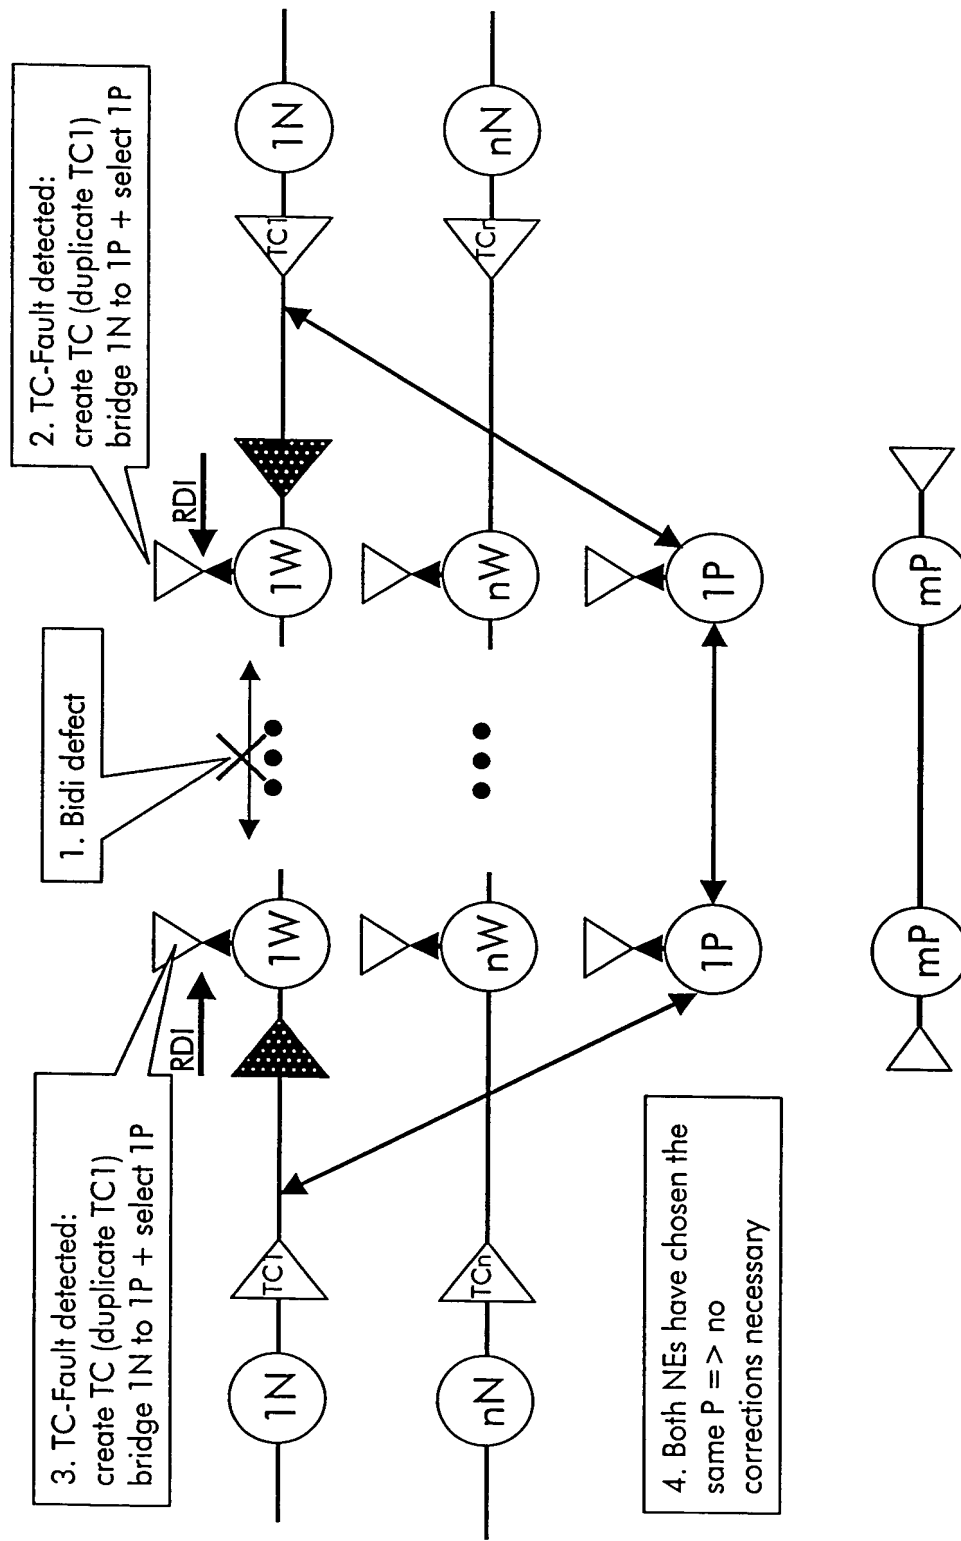 3. TC-Fault detected:
create TC (duplicate TC1)
bridge 1N to 1P + select 1P
1. Bidi defect
2. TC-Fault detected:
create TC (duplicate TC1)
bridge 1N to 1P + select 1P
RDI
RDI
1N
TC1
1W
1W
TC1
1N
nN
TCn
nW
nW
TCn
nN
4. Both NEs have chosen the
same P = > no
corrections necessary
1P
1P
mP
mP